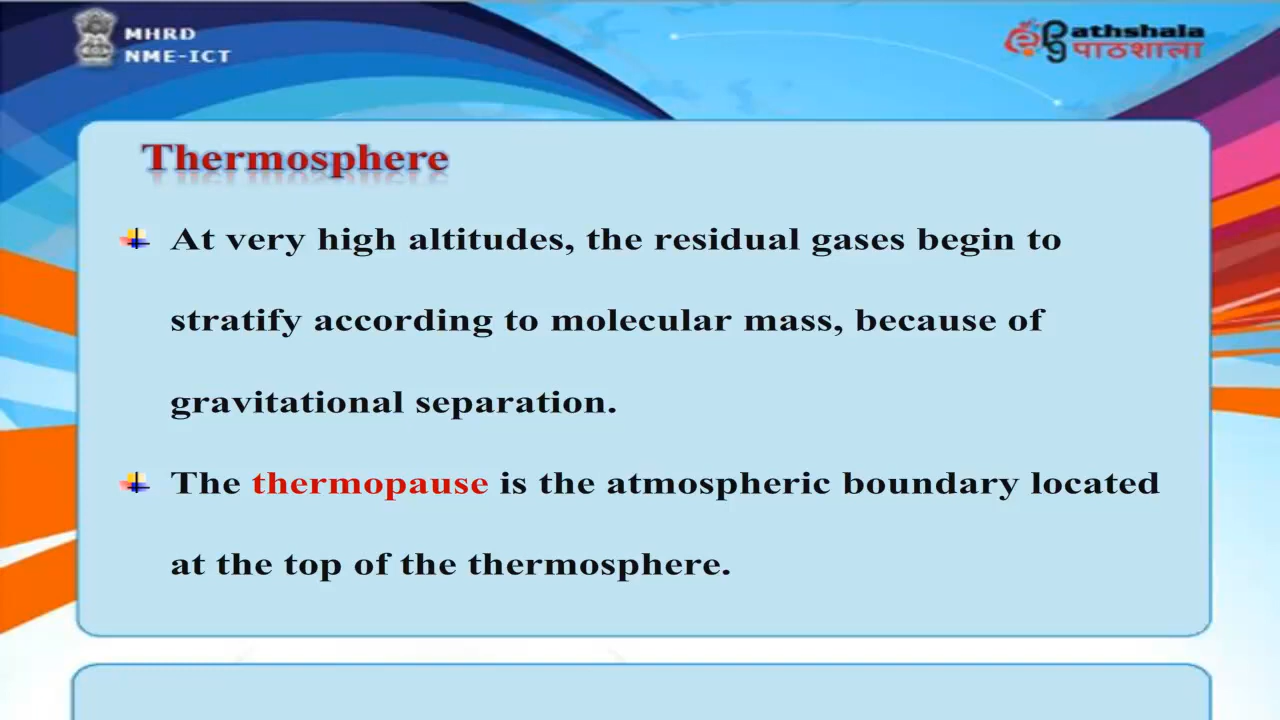 MHRD
NME-ICT
epg athshala
पाठशाला
Thermosphere
At very high altitudes, the residual gases begin to
stratify according to molecular mass, because of
gravitational separation.
The thermopause is the atmospheric boundary located
at the top of the thermosphere.